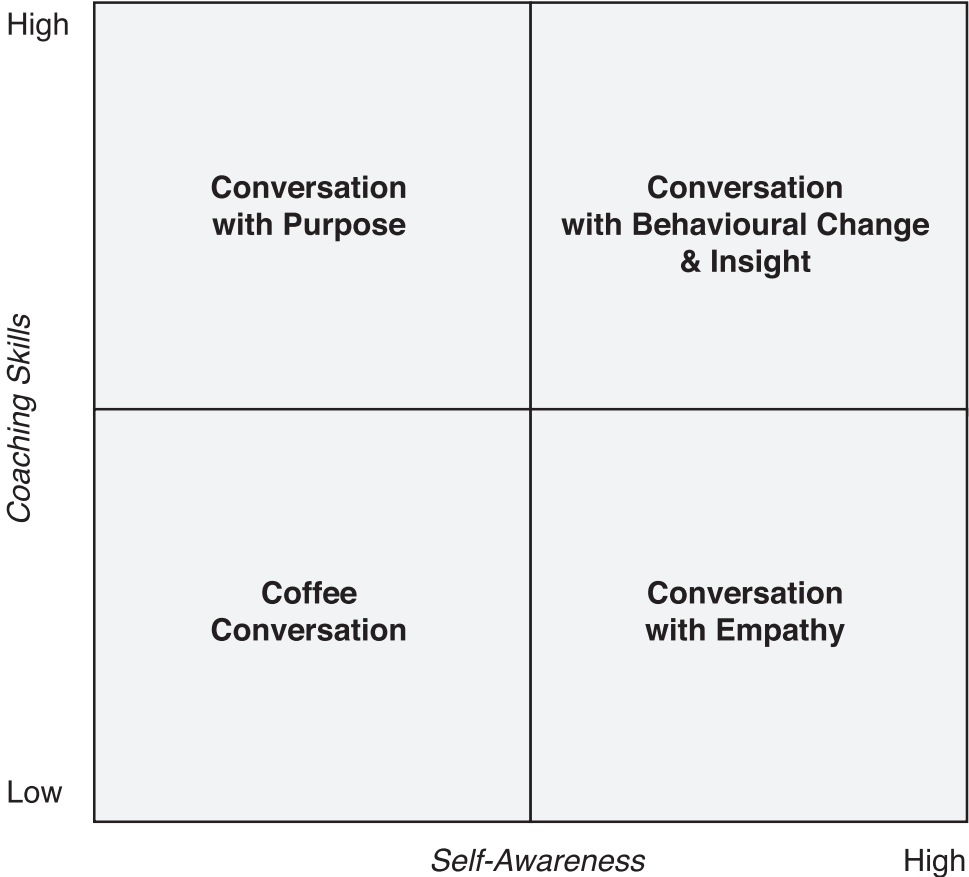 High
Conversation
with Purpose
Conversation
with Behavioural Change
& Insight
Coaching Skills
Coffee
Conversation
Conversation
with Empathy
Low
Self-Awareness
High